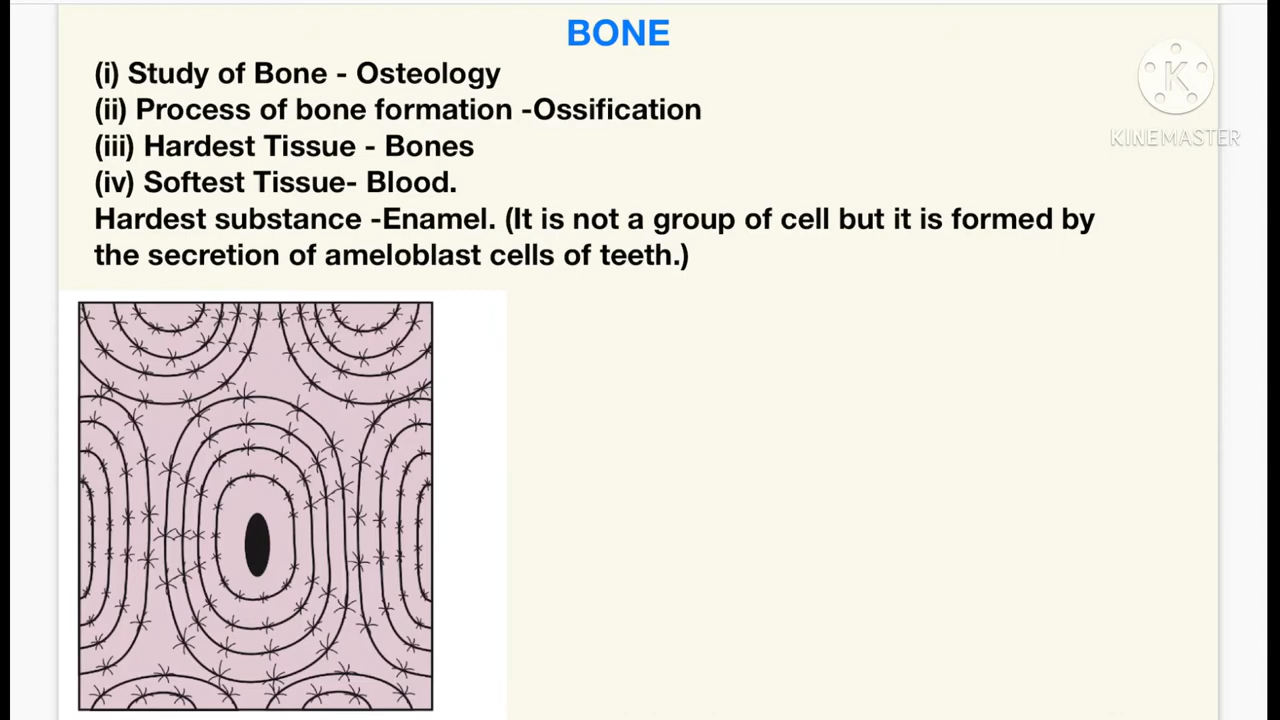 BONE
(i) Study of Bone - Osteology
(ii) Process of bone formation -Ossification
(iii) Hardest Tissue - Bones
(iv) Softest Tissue- Blood.
Hardest substance -Enamel. (It is not a group of cell but it is formed by
the secretion of ameloblast cells of teeth.)
K
KINEMASTER